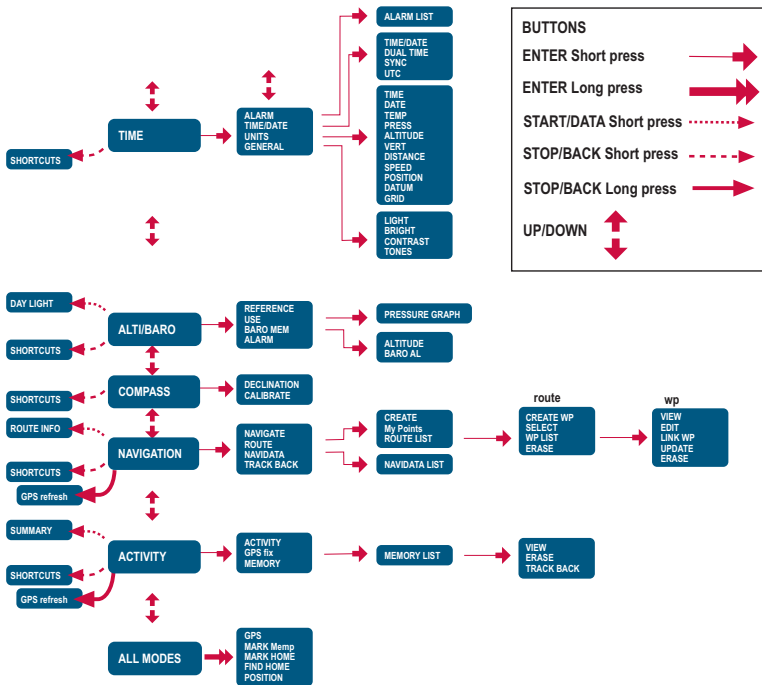 ALARM LIST
TIME/DATE
DUAL TIME
SYNC
UTC
TIME
SHORTCUTS
ALARM
TIME/DATE
UNITS
GENERAL
TIME
DATE
TEMP
PRESS
ALTITUDE
VERT
DISTANCE
SPEED
POSITION
DATUM
GRID
LIGHT
BRIGHT
CONTRAST
TONES
BUTTONS
ENTER Short press
ENTER Long press
START/DATA Short press
STOP/BACK Short press
STOP/BACK Long press
UP/DOWN
DAY LIGHT
ALTI/BARO
SHORTCUTS
REFERENCE
USE
BARO MEM
ALARM
PRESSURE GRAPH
ALTITUDE
BARO AL
SHORTCUTS
COMPASS
DECLINATION
CALIBRATE
ROUTE INFO
NAVIGATION
SHORTCUTS
GPS refresh
NAVIGATE
ROUTE
NAVIDATA
TRACK BACK
CREATE
My Points
ROUTE LIST
NAVIDATA LIST
route
CREATE WP
SELECT
WP LIST
ERASE
wp
VIEW
EDIT
LINK WP
UPDATE
ERASE
SUMMARY
ACTIVITY
SHORTCUTS
GPS refresh
ACTIVITY
GPS fix
MEMORY
MEMORY LIST
VIEW
ERASE
TRACK BACK
ALL MODES
GPS
MARK Memp
MARK HOME
FIND HOME
POSITION